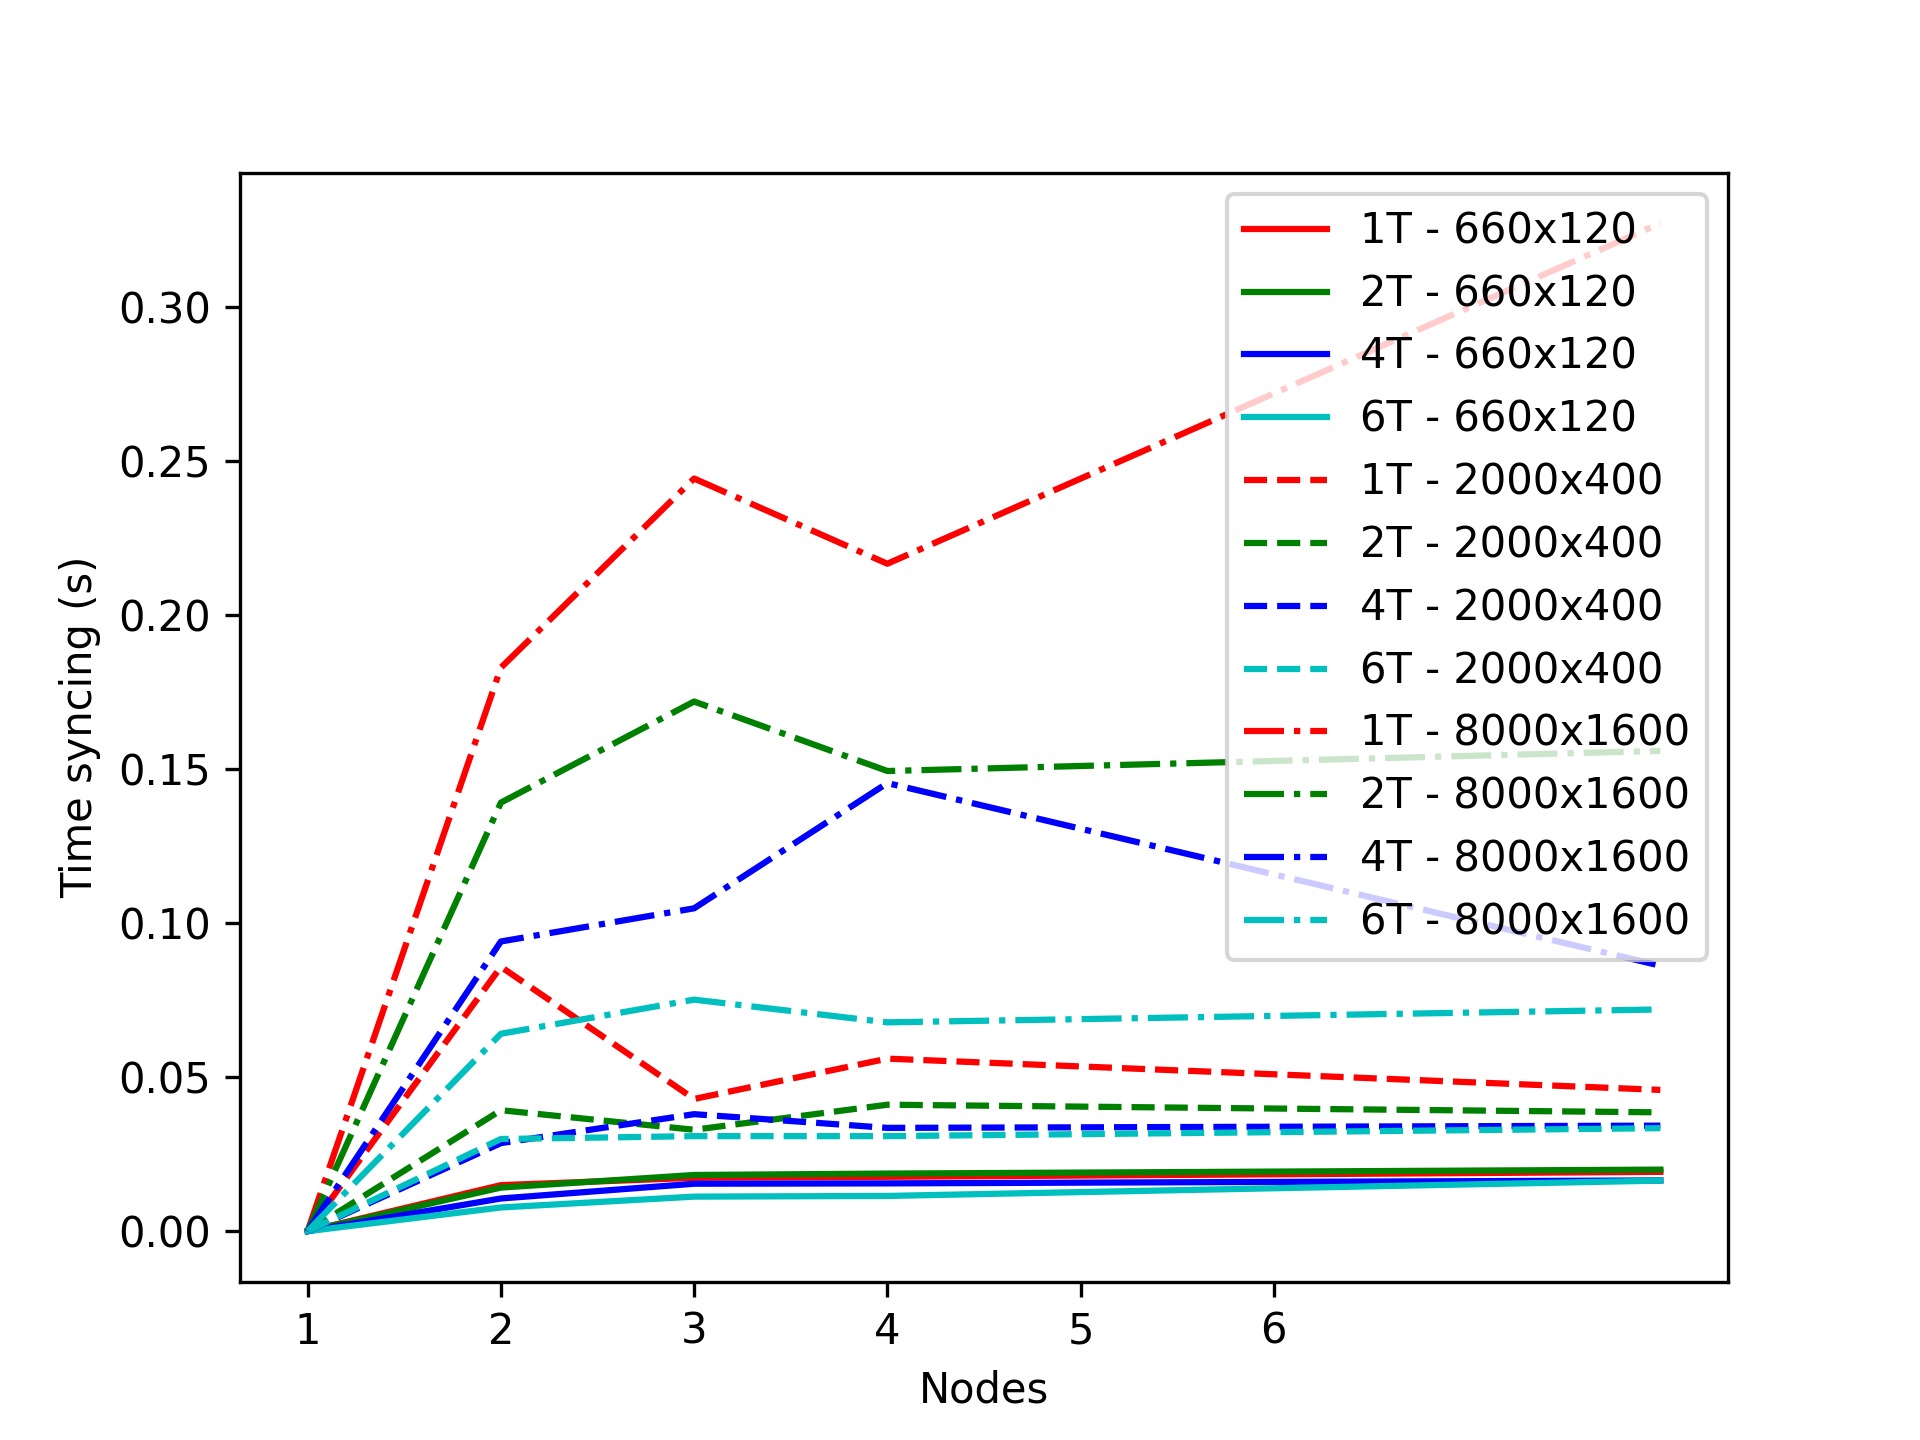 1T - 660x120
2T - 660x120
4T - 660x120
6T - 660x120
1T - 2000x400
2T - 2000x400
4T - 2000x400
6T - 2000x400
1T - 8000x1600
2T - 8000x1600
4T - 8000x1600
6T - 8000x1600
0.30
0.25
0.20
0.15
0.10
0.05
0.00
Time syncing (s)
1 2 3 4 5 6
Nodes